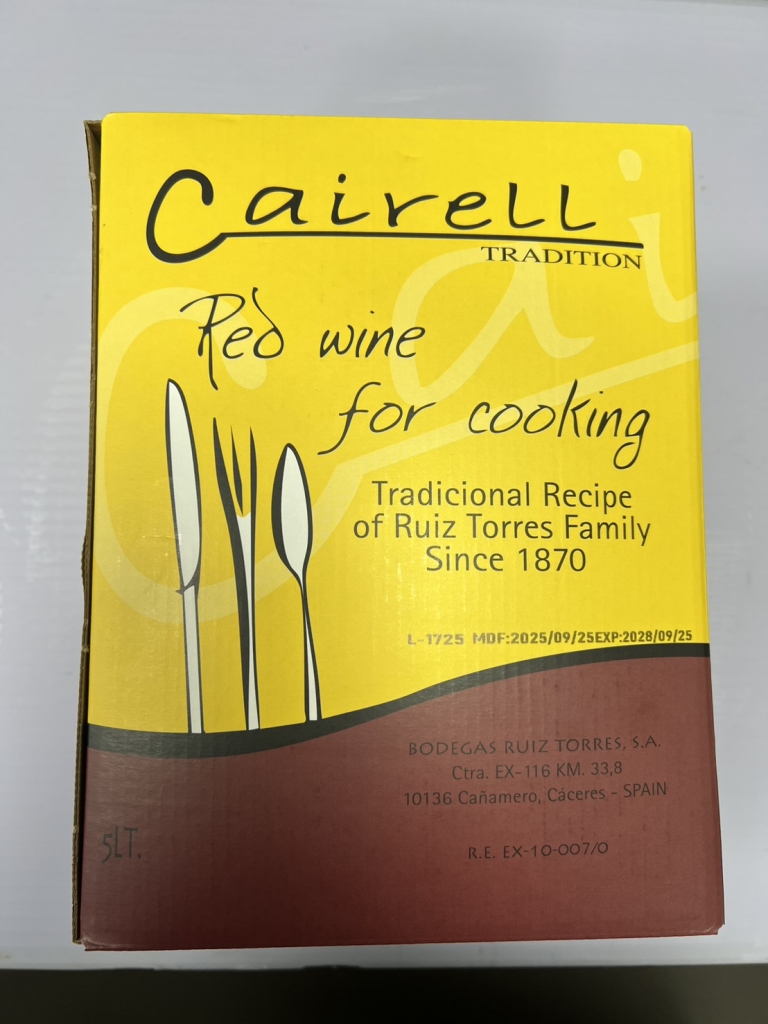 Cairell
TRADITION
Red wine
for cooking
Tradicional Recipe
of Ruiz Torres Family
Since 1870
L-1725 MDF:2025/09/25EXP:2028/09/25
BODEGAS RUIZ TORRES, S.A.
Ctra. EX-116 KM. 33,8
10136 Cañamero, Cáceres - SPAIN
5LT.
R.E. EX-10-007/0